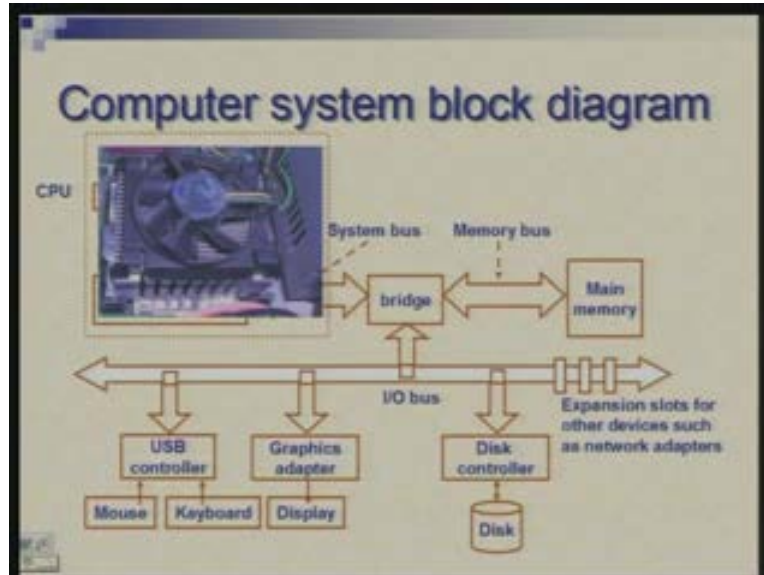 Computer system block diagram
CPU
System bus
Memory bus
bridge
Main
memory
I/O bus
Expansion slots for
other devices such
as network adapters
USB
controller
Graphics
adapter
Disk
controller
Mouse
Keyboard
Display
Disk